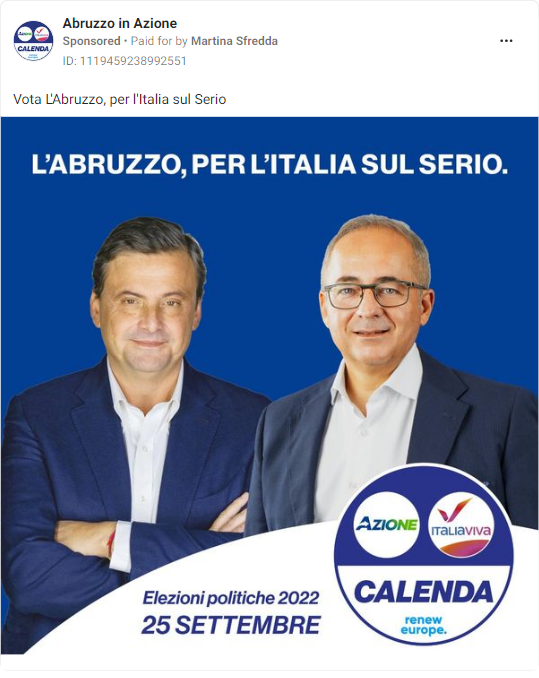 Abruzzo in Azione
Sponsored • Paid for by Martina Sfredda
ID: 1119459238992551
Vota L'Abruzzo, per l'Italia sul Serio
L'ABRUZZO, PER L'ITALIA SUL SERIO.
AZIONE
ITALIAVIVA
CALENDA
renew
europe.
Elezioni politiche 2022
25 SETTEMBRE